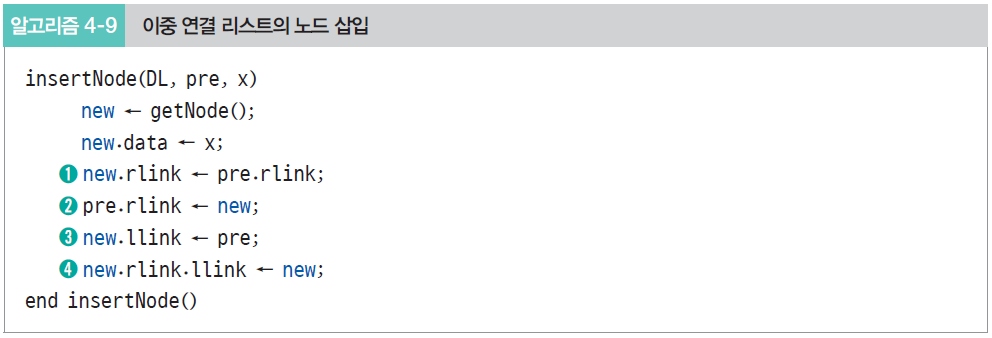 알고리즘 4-9 이중 연결 리스트의 노드 삽입
insertNode(DL, pre, x)
new ← getNode();
new.data ← x;
❶ new.rlink ← pre.rlink;
❷ pre.rlink ← new;
❸ new.llink ← pre;
❹ new.rlink.llink ← new;
end insertNode()